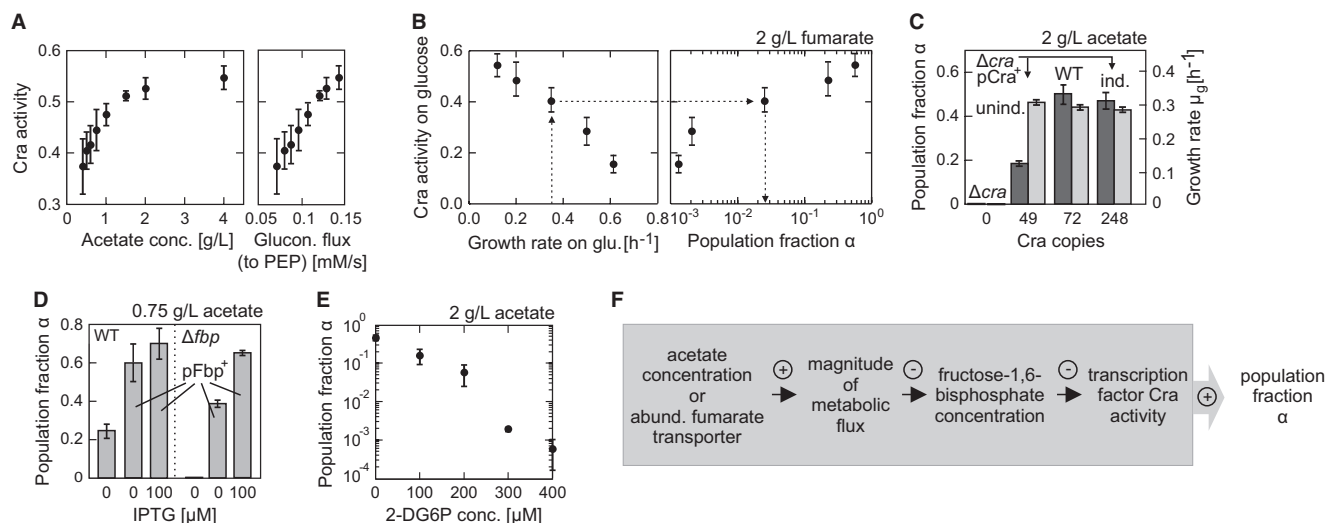 A
Cra activity
0.6
0.5
0.4
0.3
0 1 2 3 4
Acetate conc. [g/L]
0.05 0.10 0.15
Glucon. flux
(to PEP) [mM/s]
B
2 g/L fumarate
Cra activity on glucose
0.6
0.4
0.2
0
0 0.2 0.4 0.6 0.8
Growth rate on glu. [h-1]
10-3 10-2 10-1 100
Population fraction α
C
2 g/L acetate
Population fraction α
0.6
0.4
0.2
0
Δcra
pCra+
WT
ind.
unind.
Δcra
0 49 72 248
Cra copies
0.4
0.3
0.2
0.1
0
Growth rate μg[h-1]
D
0.75 g/L acetate
Population fraction α
0.8
0.6
0.4
0.2
0
WT
Δfbp
pFbp+
0 0 100 0 0 100
IPTG [μM]
E
2 g/L acetate
Population fraction α
100
10-1
10-2
10-3
10-4
0 100 200 300 400
2-DG6P conc. [μM]
F
acetate
concentration
or
abund. fumarate
transporter
+
magnitude
of
metabolic
flux
-
fructose-1,6-
bisphosphate
concentration
-
transcription
factor Cra
activity
+
population
fraction
α